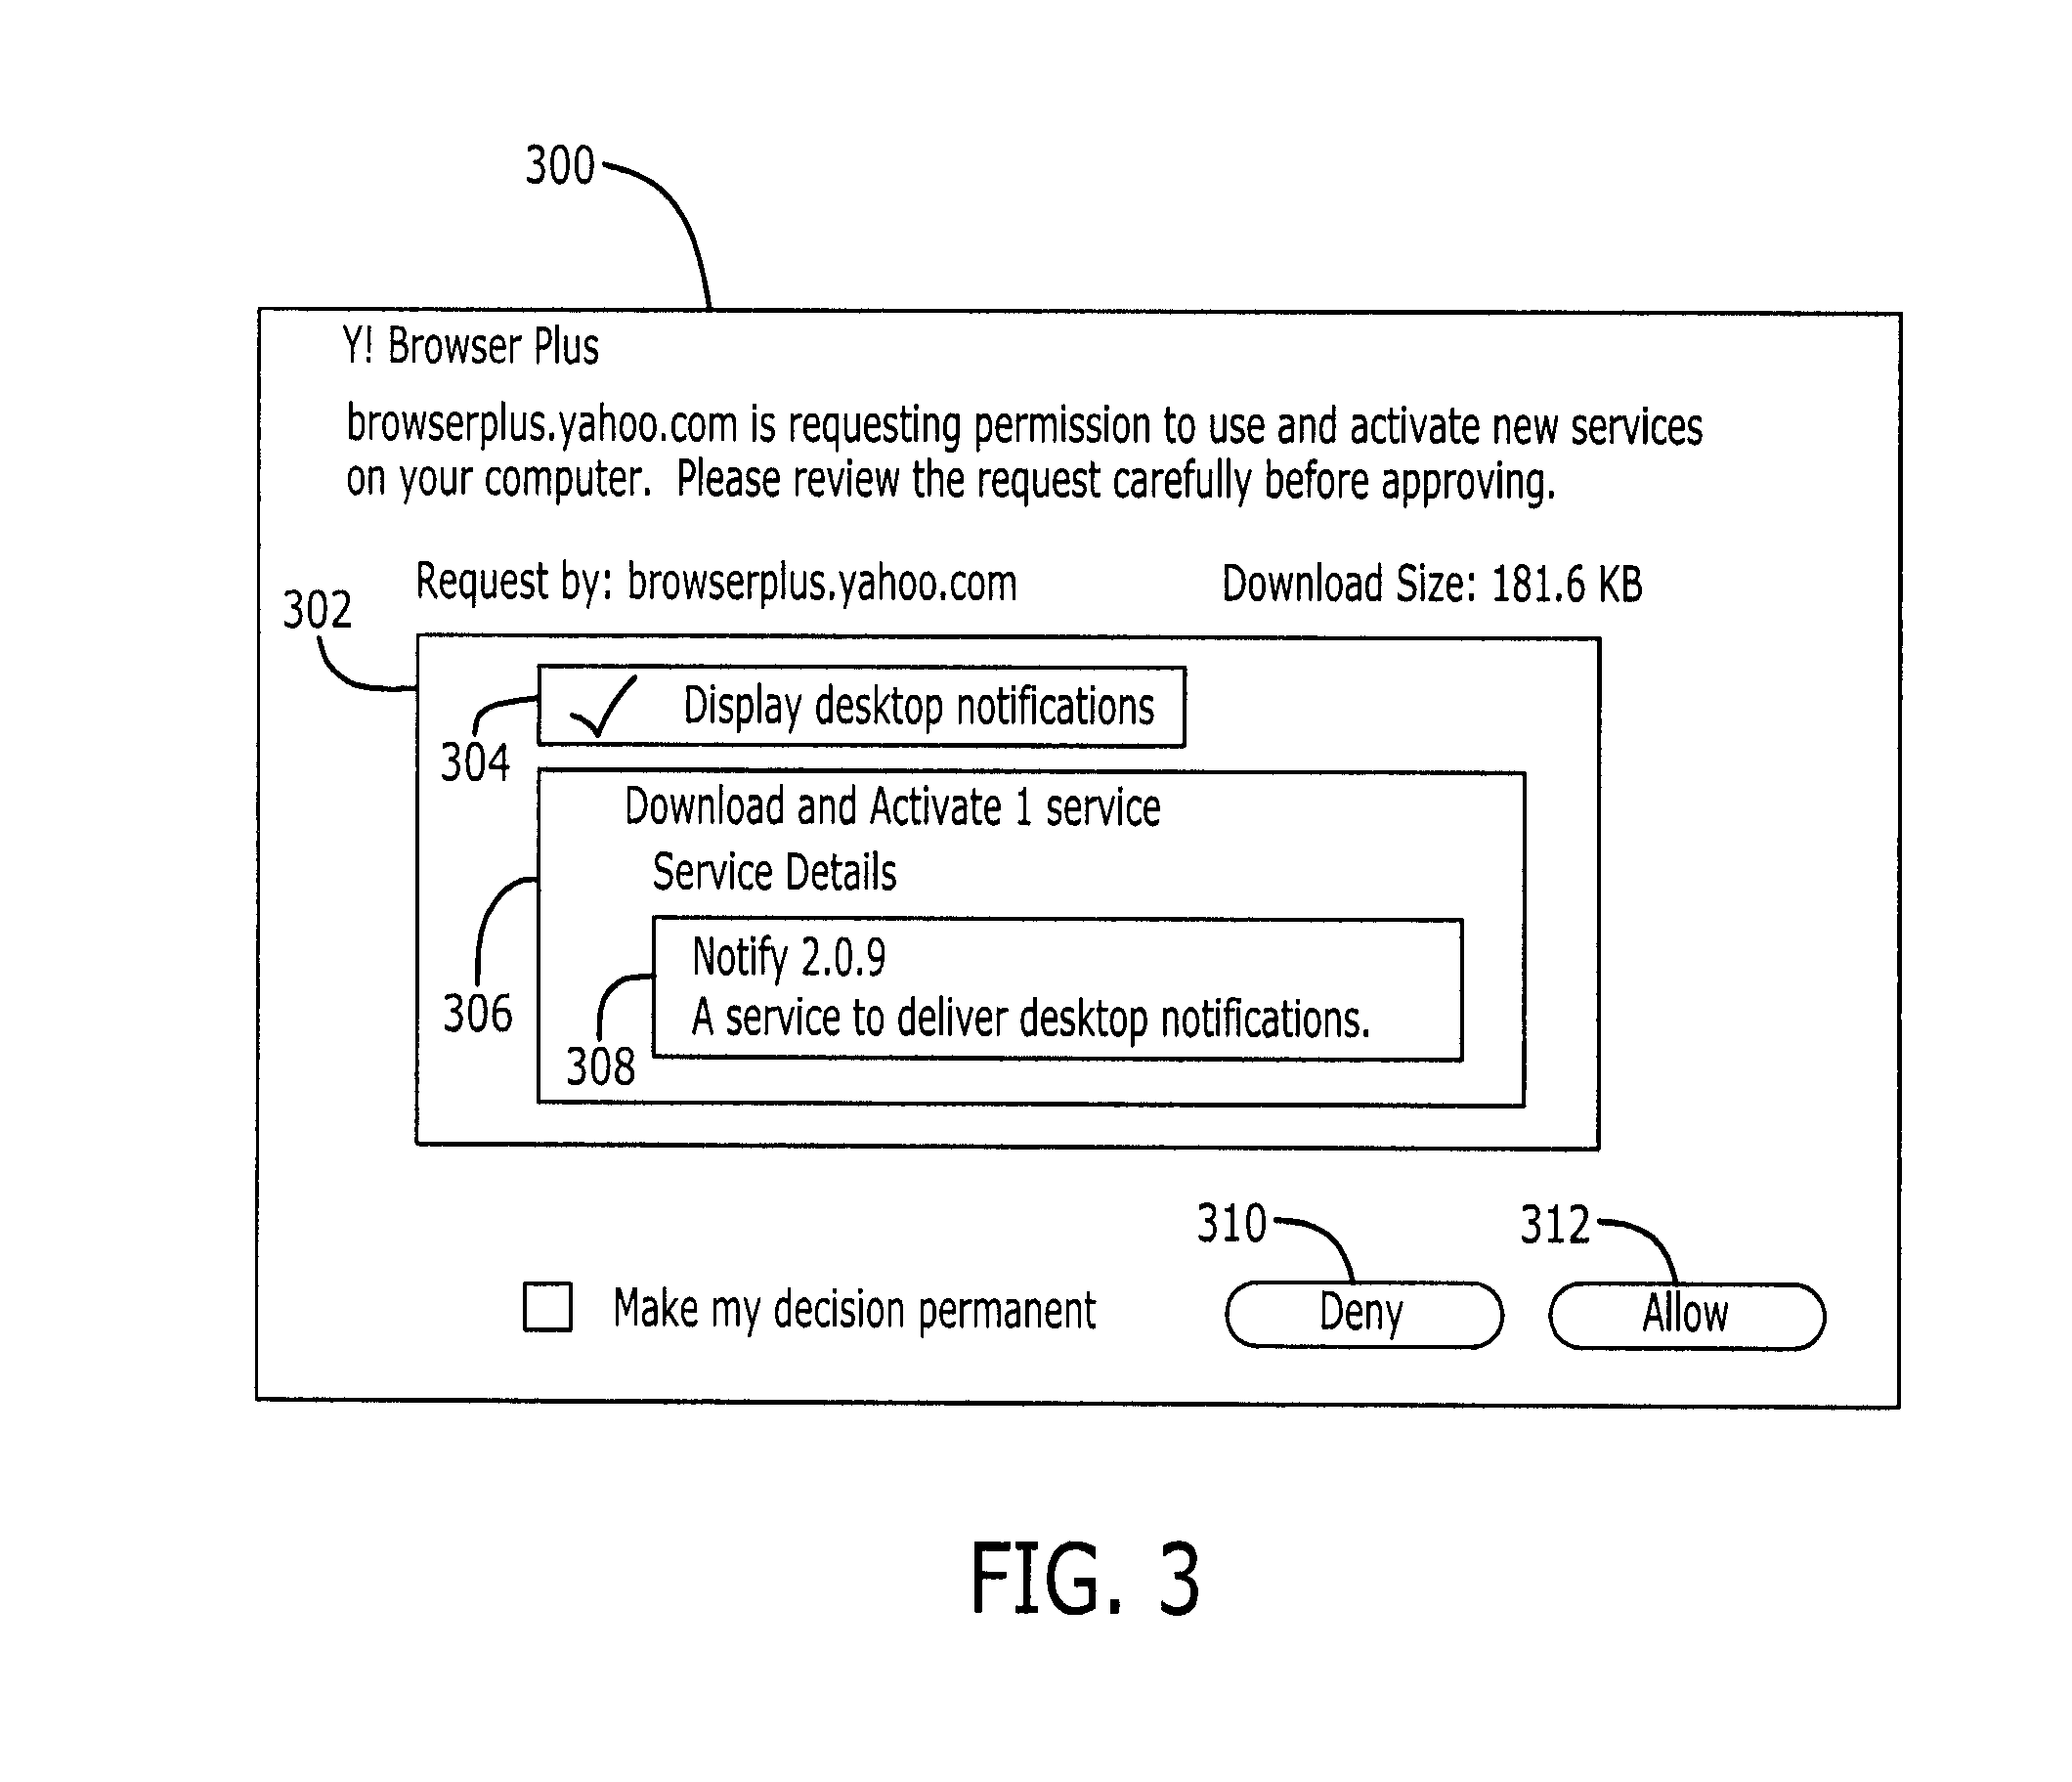 300
Y! Browser Plus
browserplus.yahoo.com is requesting permission to use and activate new services
on your computer. Please review the request carefully before approving.
Request by: browserplus.yahoo.com Download Size: 181.6 KB
302
Display desktop notifications
304
Download and Activate 1 service
Service Details
Notify 2.0.9
A service to deliver desktop notifications.
306
308
310 312
Make my decision permanent Deny Allow
FIG. 3